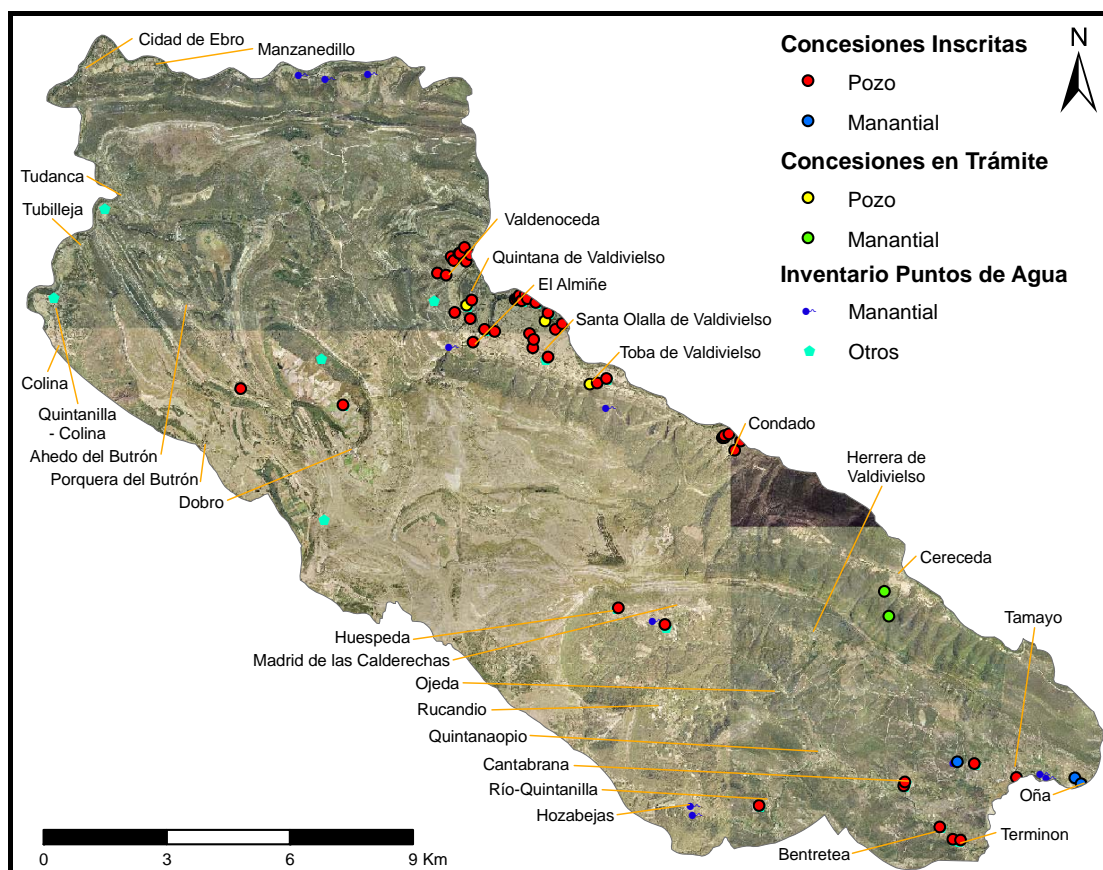 Cidad de Ebro
Manzanedillo
Concesiones Inscritas
N
Pozo
Manantial
Concesiones en Trámite
Pozo
Manantial
Inventario Puntos de Agua
Manantial
Otros
Tudanca
Tubilleja
Valdenoceda
Quintana de Valdivielso
El Almiñe
Santa Olalla de Valdivielso
Toba de Valdivielso
Colina
Quintanilla
- Colina
Ahedo del Butrón
Porquera del Butrón
Dobro
Condado
Herrera de
Valdivielso
Cereceda
Tamayo
Huespeda
Madrid de las Calderechas
Ojeda
Rucandio
Quintanaopio
Cantabrana
Río-Quintanilla
Hozabejas
Oña
Terminon
Bentretea
0 3 6 9 Km